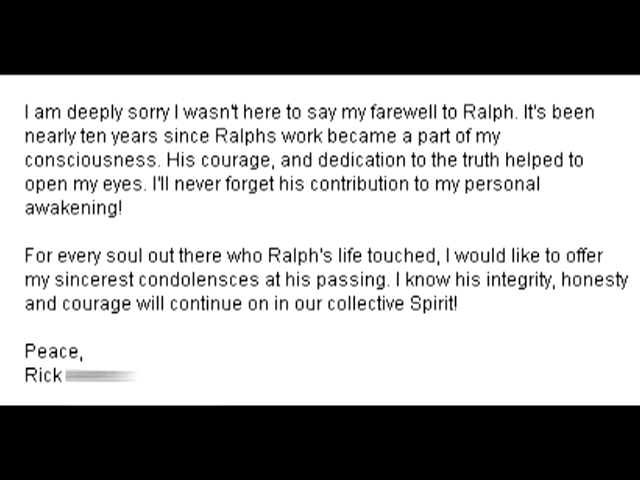 I am deeply sorry I wasn't here to say my farewell to Ralph. It's been
nearly ten years since Ralphs work became a part of my
consciousness. His courage, and dedication to the truth helped to
open my eyes. I'll never forget his contribution to my personal
awakening!
For every soul out there who Ralph's life touched, I would like to offer
my sincerest condolensces at his passing. I know his integrity, honesty
and courage will continue on in our collective Spirit!
Peace,
Rick